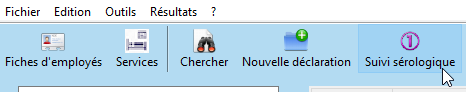 Fichier Edition Outils Résultats ?
Fiches d'employés Services Chercher Nouvelle déclaration Suivi sérologique